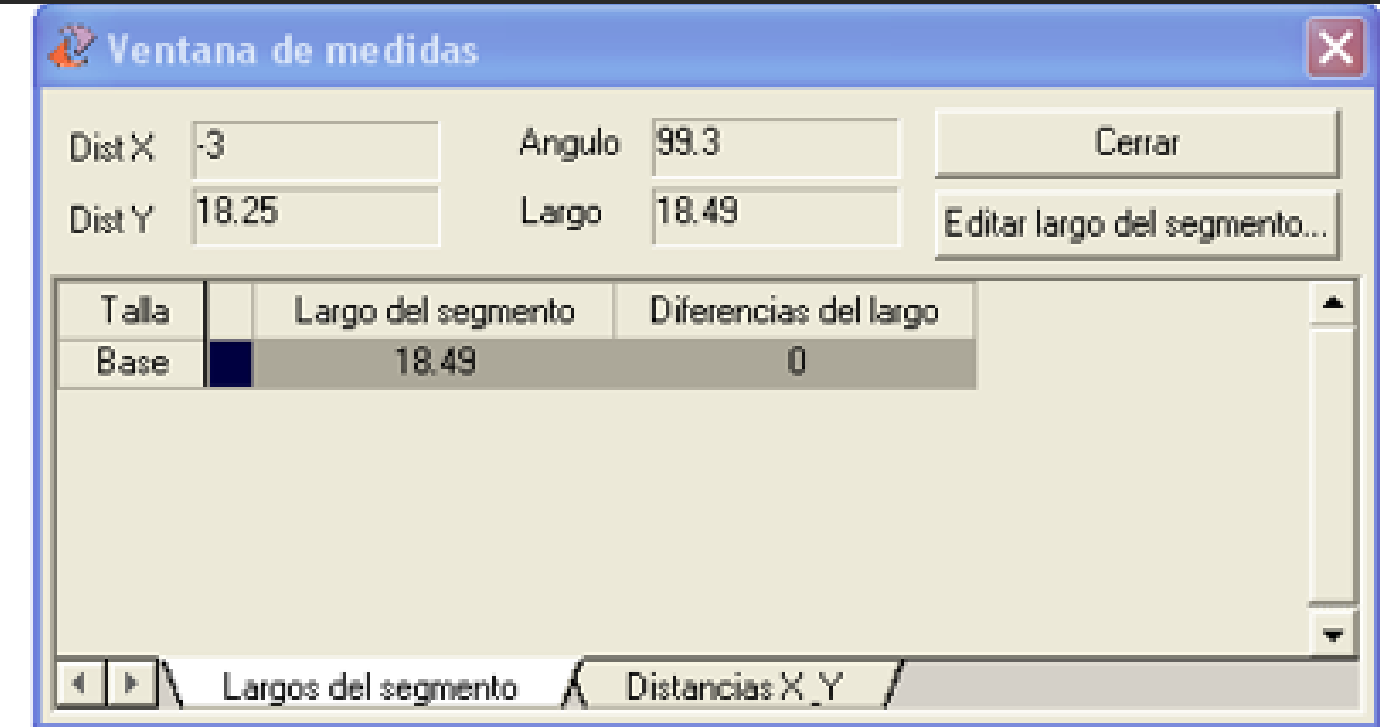 Ventana de medidas
Dist X -3 Angulo 99.3 Cerrar
Dist Y 18.25 Largo 18.49 Editar largo del segmento...
Talla Largo del segmento Diferencias del largo
Base 18.49 0
Largos del segmento Distancias X_Y